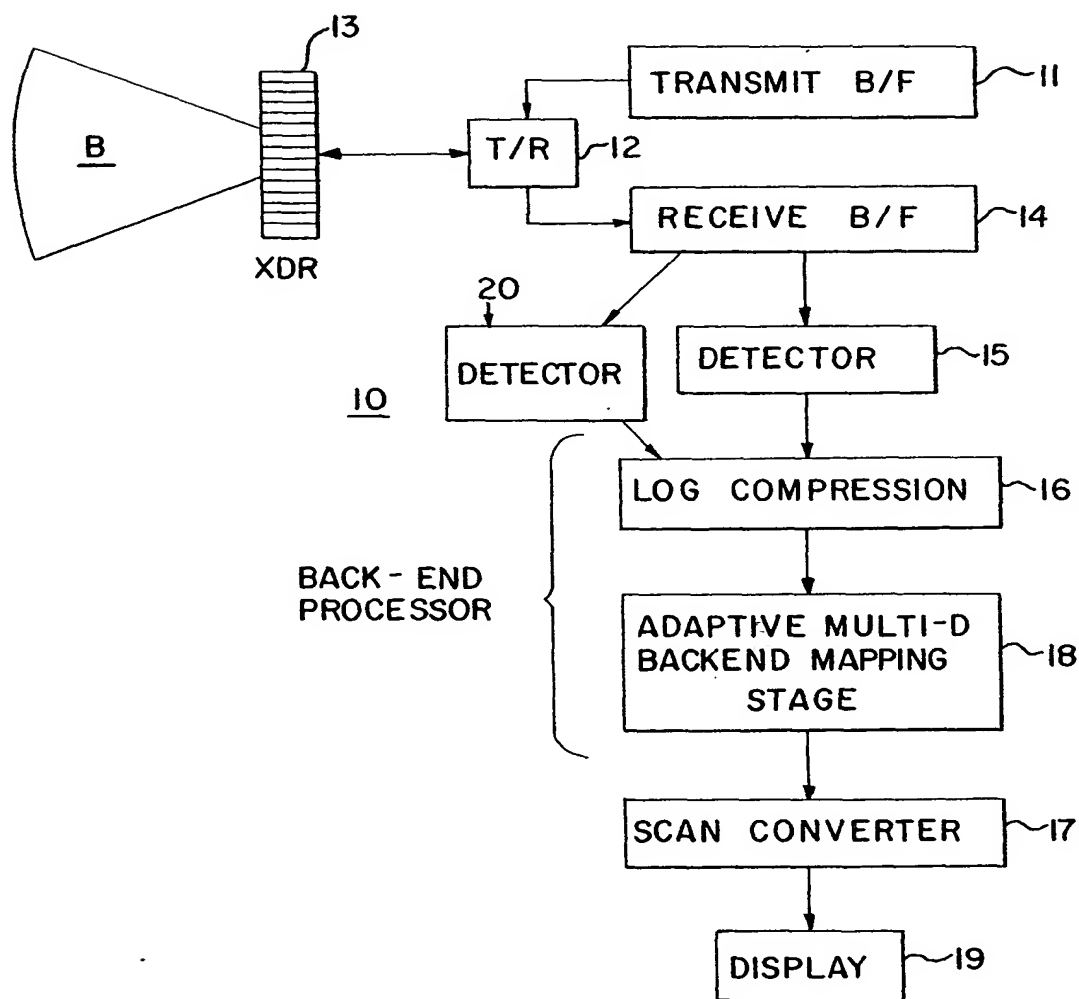 13
TRANSMIT B/F
11
B
T/R
12
RECEIVE B/F
14
XDR
20
DETECTOR
DETECTOR
15
10
LOG COMPRESSION
16
BACK-END
PROCESSOR
ADAPTIVE MULTI-D
BACKEND MAPPING
STAGE
18
SCAN CONVERTER
17
DISPLAY
19